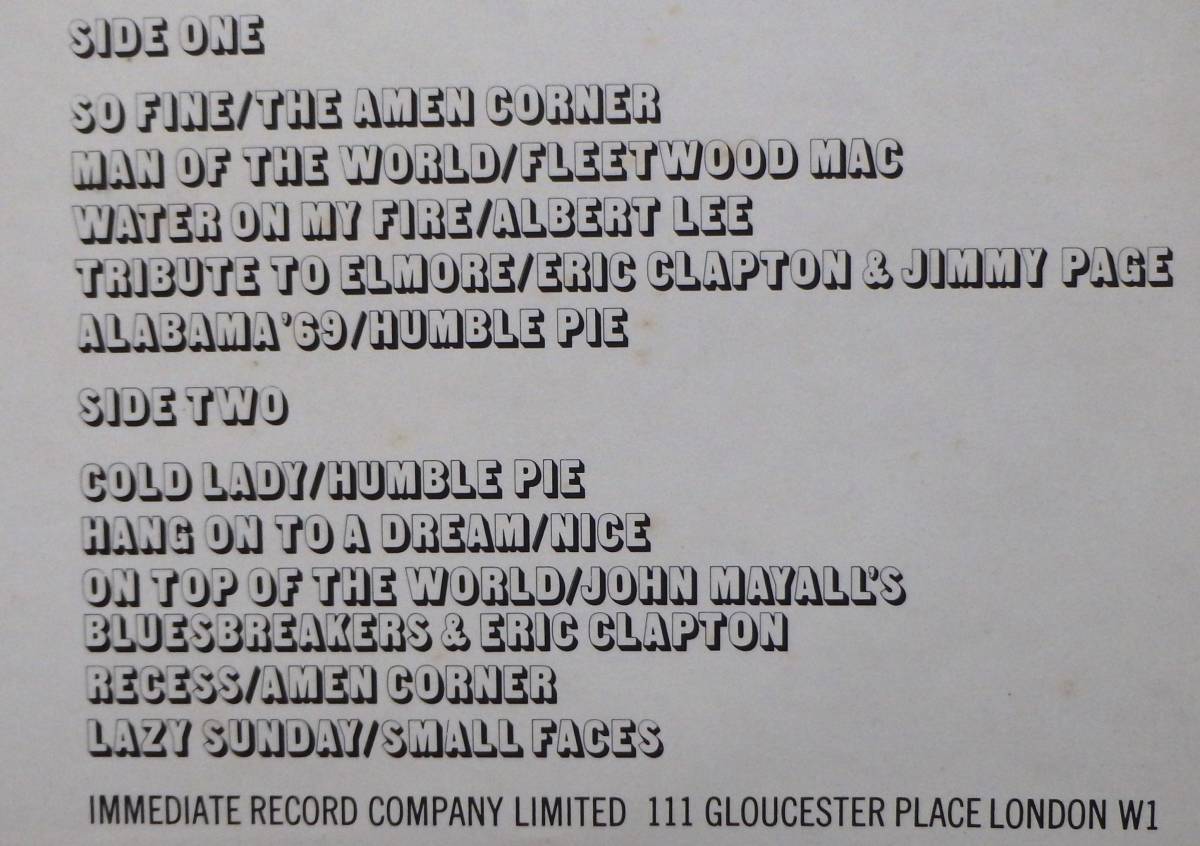 SIDE ONE
SO FINE/THE AMEN CORNER
MAN OF THE WORLD/FLEETWOOD MAC
WATER ON MY FIRE/ALBERT LEE
TRIBUTE TO ELMORE/ERIC CLAPTON & JIMMY PAGE
ALABAMA'69/HUMBLE PIE
SIDE TWO
COLD LADY/HUMBLE PIE
HANG ON TO A DREAM/NICE
ON TOP OF THE WORLD/JOHN MAYALL'S
BLUESBREAKERS & ERIC CLAPTON
RECESS/AMEN CORNER
LAZY SUNDAY/SMALL FACES
IMMEDIATE RECORD COMPANY LIMITED 111 GLOUCESTER PLACE LONDON W1